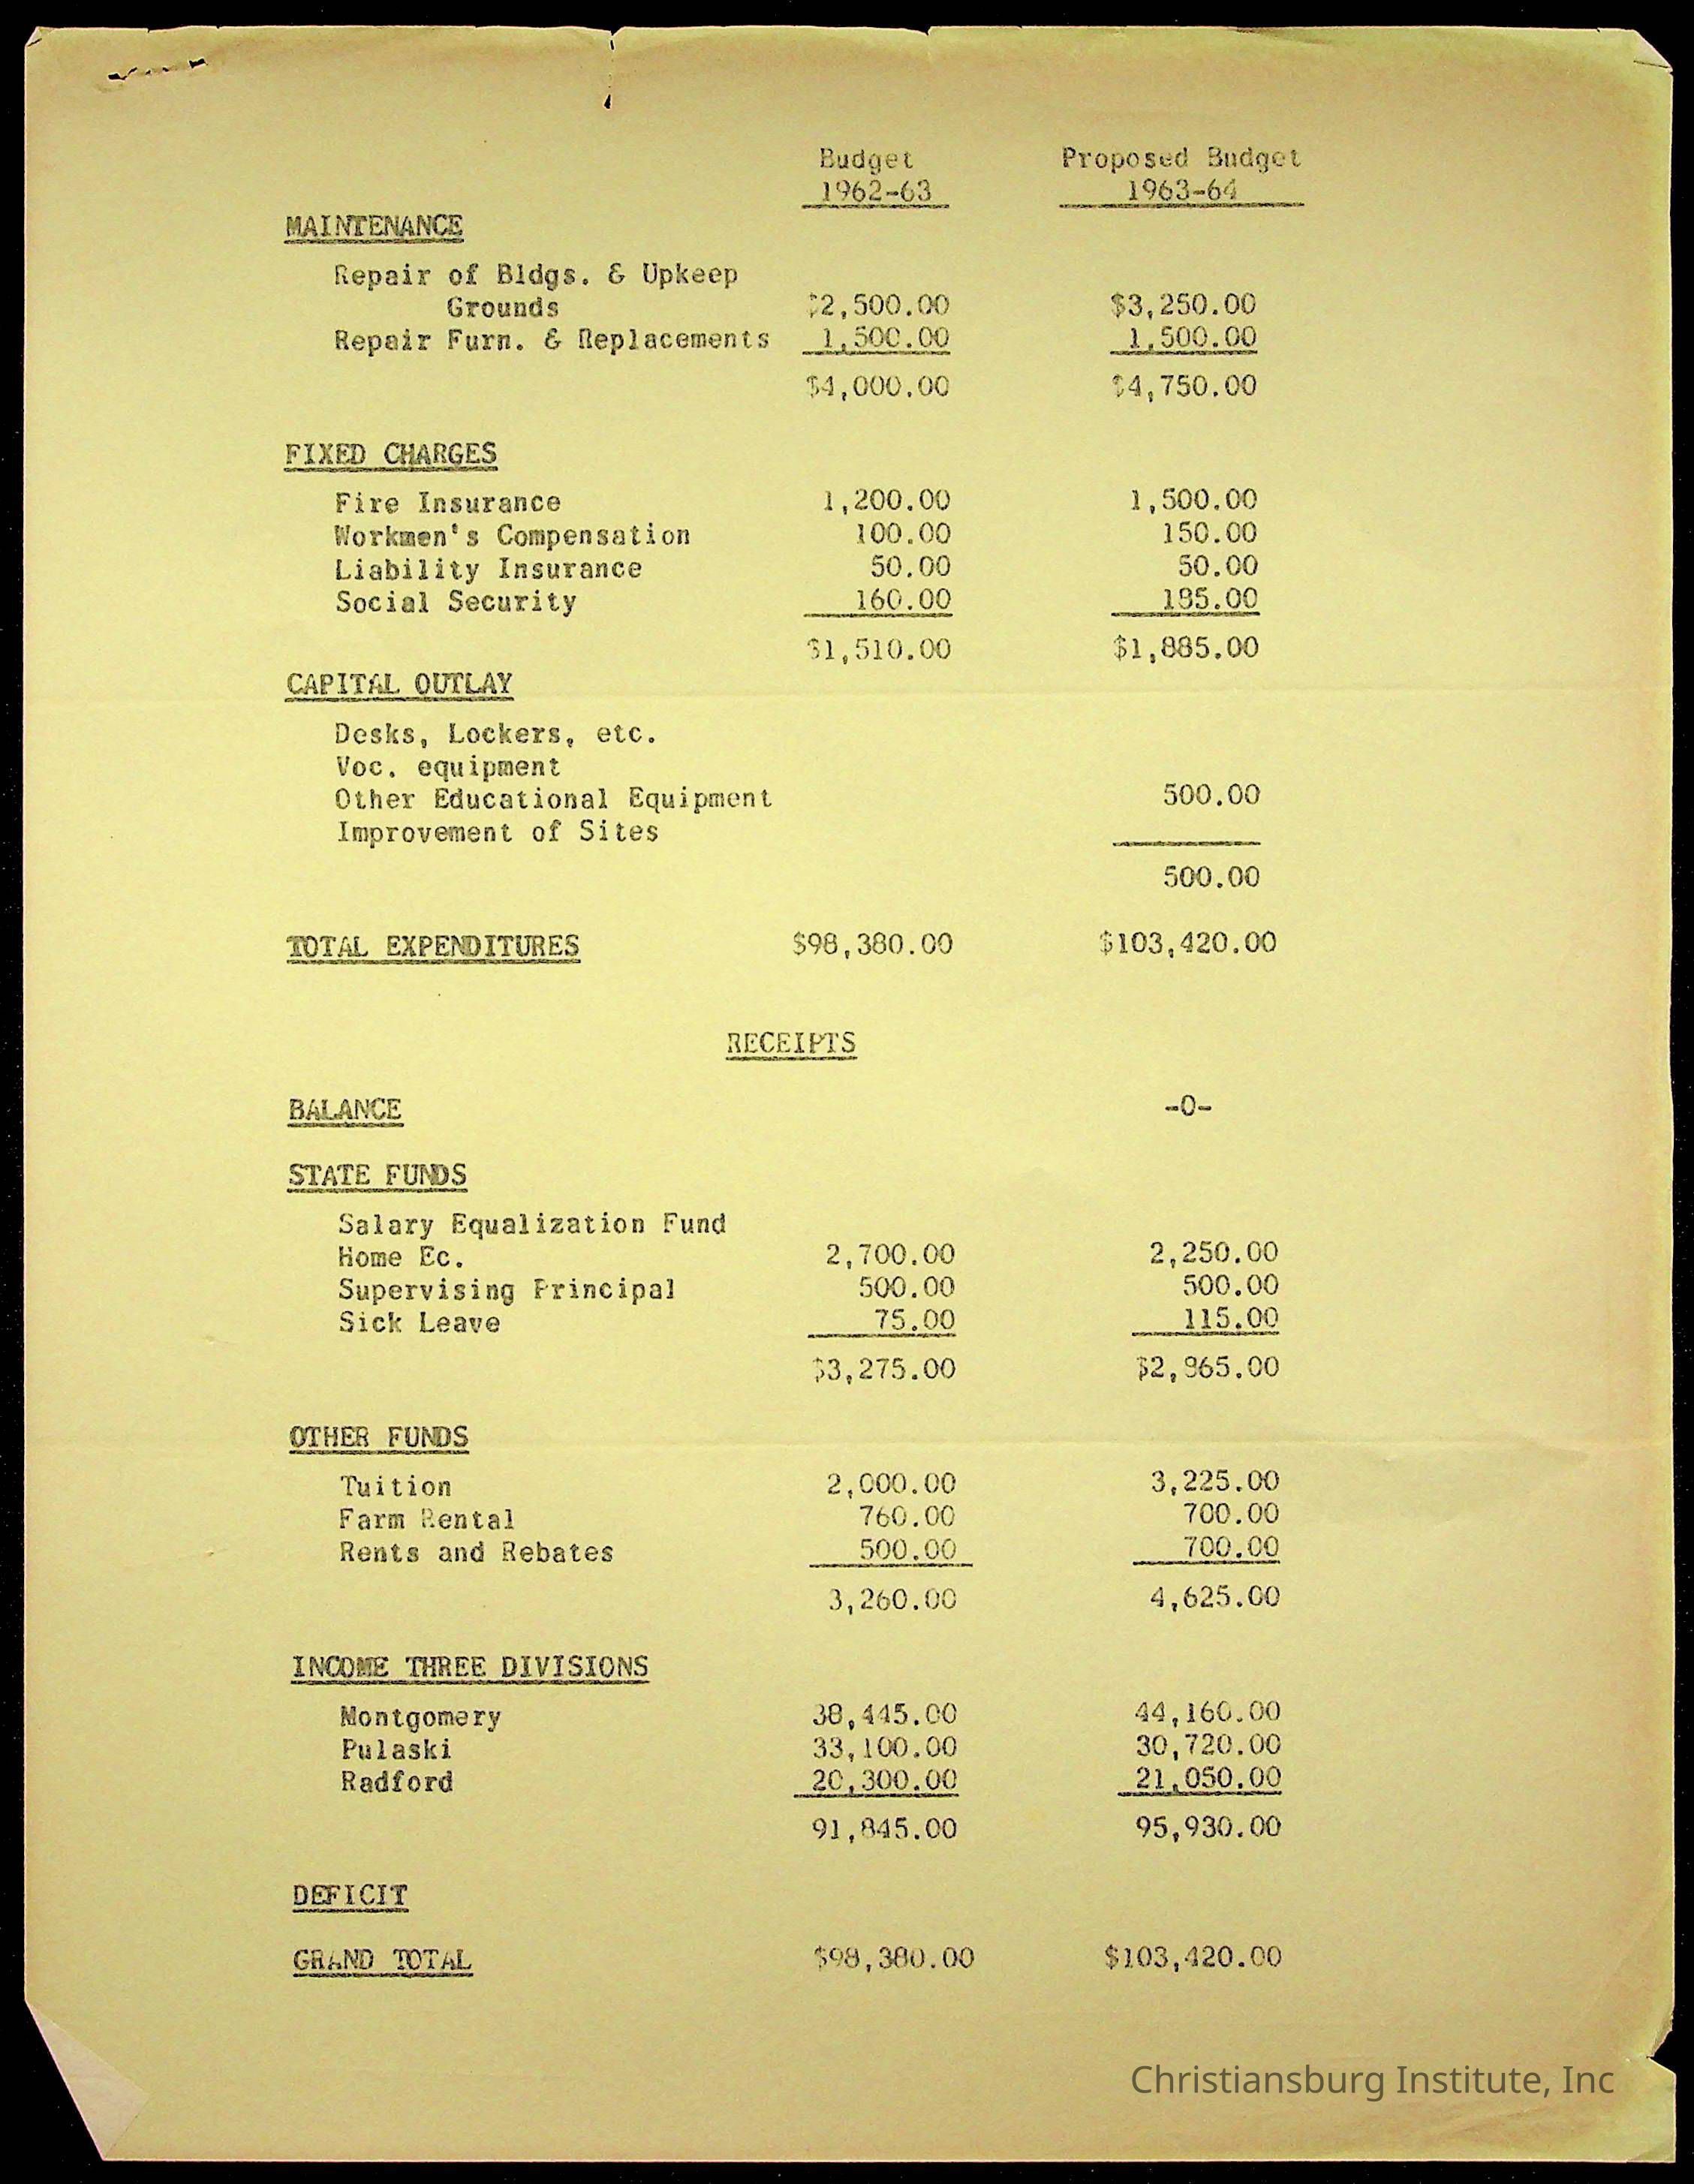 Budget Proposed Budget
1962-63 1963-64
MAINTENANCE
Repair of Bldgs. & Upkeep
Grounds $2,500.00 $3,250.00
Repair Furn. & Replacements 1,500.00 1,500.00
$4,000.00 $4,750.00
FIXED CHARGES
Fire Insurance 1,200.00 1,500.00
Workmen's Compensation 100.00 150.00
Liability Insurance 50.00 50.00
Social Security 160.00 185.00
$1,510.00 $1,885.00
CAPITAL OUTLAY
Desks, Lockers, etc.
Voc. equipment
Other Educational Equipment 500.00
Improvement of Sites
500.00
TOTAL EXPENDITURES $98,380.00 $103,420.00
RECEIPTS
BALANCE -0-
STATE FUNDS
Salary Equalization Fund
Home Ec. 2,700.00 2,250.00
Supervising Principal 500.00 500.00
Sick Leave 75.00 115.00
$3,275.00 $2,865.00
OTHER FUNDS
Tuition 2,000.00 3,225.00
Farm Rental 760.00 700.00
Rents and Rebates 500.00 700.00
3,260.00 4,625.00
INCOME THREE DIVISIONS
Montgomery 38,445.00 44,160.00
Pulaski 33,100.00 30,720.00
Radford 20,300.00 21,050.00
91,845.00 95,930.00
DEFICIT
GRAND TOTAL $98,380.00 $103,420.00
Christiansburg Institute, Inc